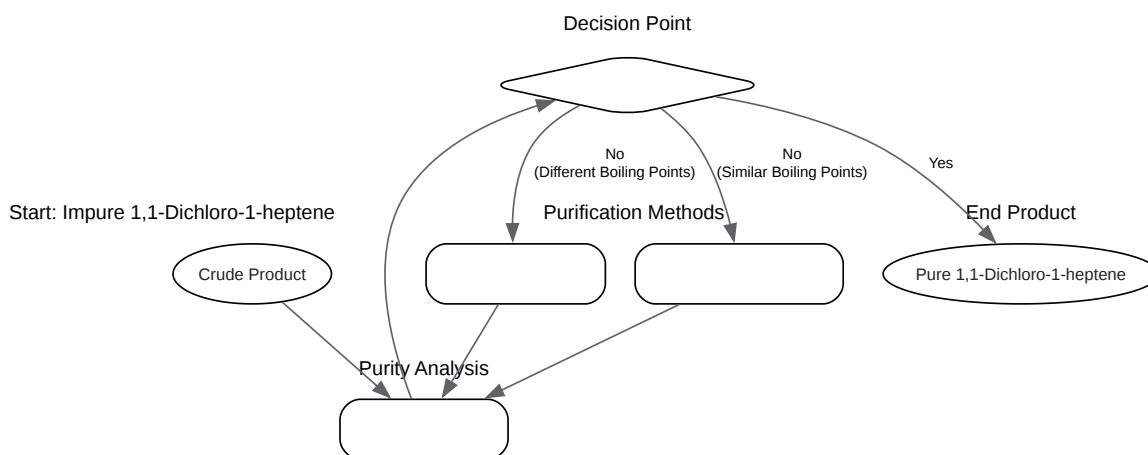 Decision Point
No
(Different Boiling Points)
No
(Similar Boiling Points)
Yes
Start: Impure 1,1-Dichloro-1-heptene
Purification Methods
End Product
Crude Product
Pure 1,1-Dichloro-1-heptene
Purity Analysis